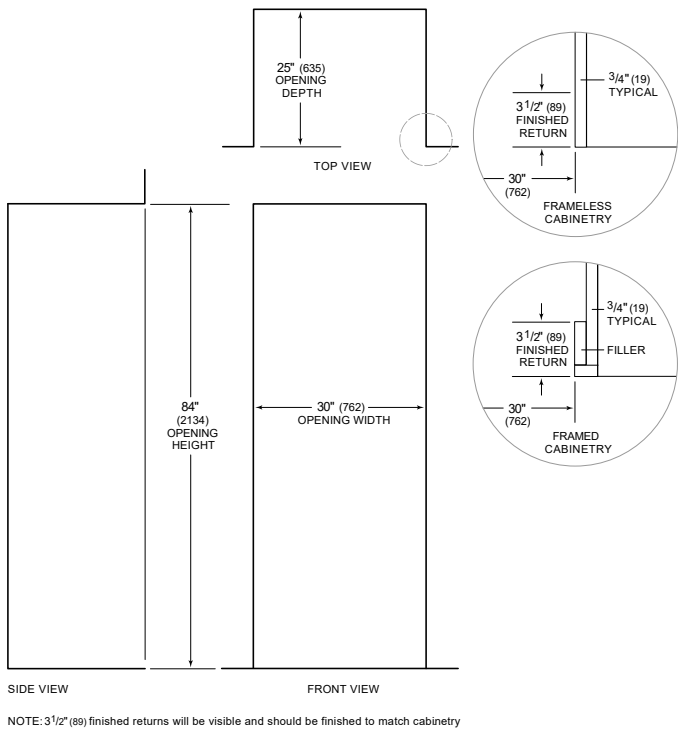 25" (635)
OPENING
DEPTH
TOP VIEW
3/4" (19)
TYPICAL
3 1/2" (89)
FINISHED
RETURN
30"
(762)
FRAMELESS
CABINETRY
3/4" (19)
TYPICAL
3 1/2" (89)
FINISHED
RETURN
FILLER
30"
(762)
FRAMED
CABINETRY
84"
(2134)
OPENING
HEIGHT
30" (762)
OPENING WIDTH
SIDE VIEW
FRONT VIEW
NOTE: 3 1/2" (89) finished returns will be visible and should be finished to match cabinetry